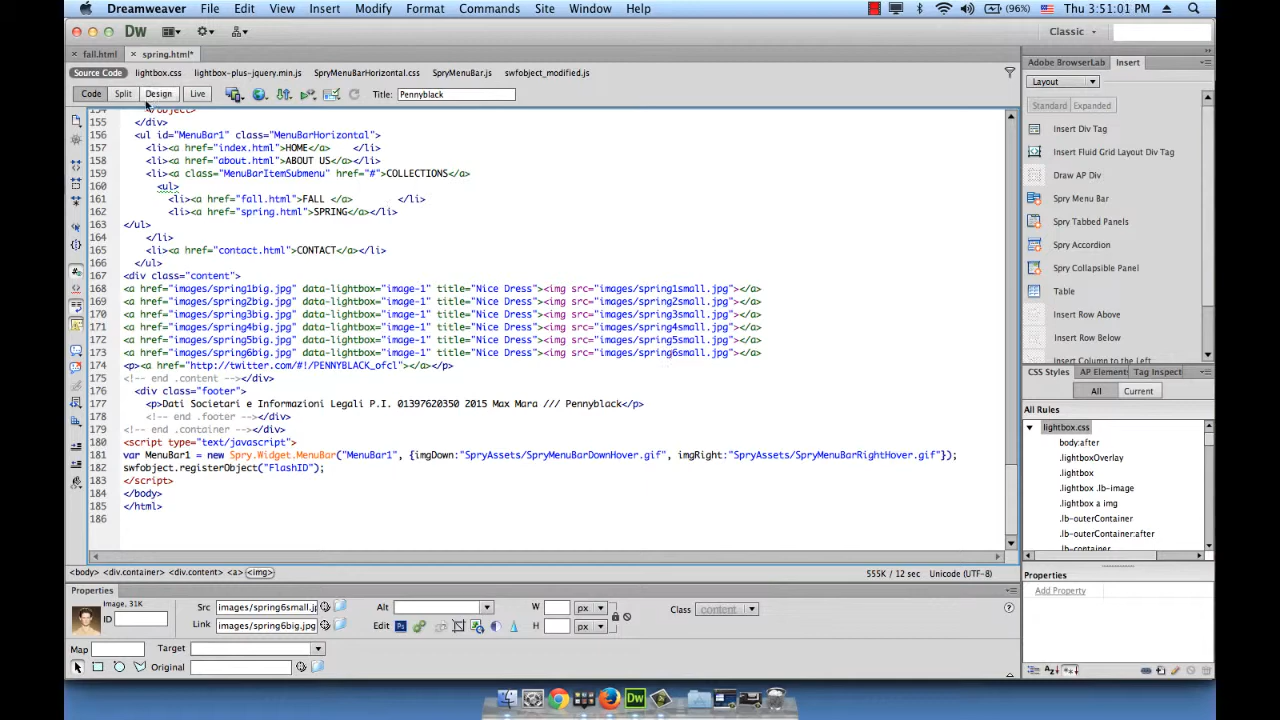 Dreamweaver File Edit View Insert Modify Format Commands Site Window Help (96%) Thu 3:51:01 PM
Dw Classic
fall.html spring.html*
Source Code lightbox.css lightbox-plus-jquery.min.js SpryMenuBarHorizontal.css SpryMenuBar.js swfobject_modified.js
Code Split Design Live Title: Pennyblack
154 </object>
155 </div>
156 <ul id="MenuBar1" class="MenuBarHorizontal">
157 <li><a href="index.html">HOME</a> </li>
158 <li><a href="about.html">ABOUT US</a></li>
159 <li><a class="MenuBarItemSubmenu" href="#">COLLECTIONS</a>
160 <ul>
161 <li><a href="fall.html">FALL </a> </li>
162 <li><a href="spring.html">SPRING</a></li>
163 </ul>
164 </li>
165 <li><a href="contact.html">CONTACT</a></li>
166 </ul>
167 <div class="content">
168 <a href="images/spring1big.jpg" data-lightbox="image-1" title="Nice Dress"><img src="images/spring1small.jpg"></a>
169 <a href="images/spring2big.jpg" data-lightbox="image-1" title="Nice Dress"><img src="images/spring2small.jpg"></a>
170 <a href="images/spring3big.jpg" data-lightbox="image-1" title="Nice Dress"><img src="images/spring3small.jpg"></a>
171 <a href="images/spring4big.jpg" data-lightbox="image-1" title="Nice Dress"><img src="images/spring4small.jpg"></a>
172 <a href="images/spring5big.jpg" data-lightbox="image-1" title="Nice Dress"><img src="images/spring5small.jpg"></a>
173 <a href="images/spring6big.jpg" data-lightbox="image-1" title="Nice Dress"><img src="images/spring6small.jpg"></a>
174 <p><a href="http://twitter.com/#!/PENNYBLACK_ofcl"></a></p>
175 <!-- end .content --></div>
176 <div class="footer">
177 <p>Dati Societari e Informazioni Legali P.I. 01397620350 2015 Max Mara /// Pennyblack</p>
178 <!-- end .footer --></div>
179 <!-- end .container --></div>
180 <script type="text/javascript">
181 var MenuBar1 = new Spry.Widget.MenuBar("MenuBar1", {imgDown:"SpryAssets/SpryMenuBarDownHover.gif", imgRight:"SpryAssets/SpryMenuBarRightHover.gif"});
182 swfobject.registerObject("FlashID");
183 </script>
184 </body>
185 </html>
186
<body> <div.container> <div.content> <a> <img> 555K / 12 sec Unicode (UTF-8)
Properties
Image, 31K Src images/spring6small.j Alt W px Class content
ID Link images/spring6big.jpg Edit Ps H px
Map Target
Original
Adobe BrowserLab Insert
Layout
Standard Expanded
Insert Div Tag
Insert Fluid Grid Layout Div Tag
Draw AP Div
Spry Menu Bar
Spry Tabbed Panels
Spry Accordion
Spry Collapsible Panel
Table
Insert Row Above
Insert Row Below
Insert Column to the Left
CSS Styles AP Element Tag Inspect
All Current
All Rules
lightbox.css
body:after
.lightboxOverlay
.lightbox
.lightbox .lb-image
.lightbox a img
.lb-outerContainer
.lb-outerContainer:after
.lb-container
Properties
Add Property
Dw